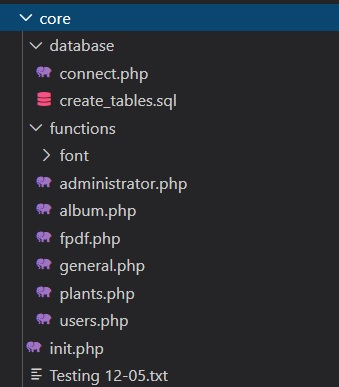 core
database
connect.php
create_tables.sql
functions
font
administrator.php
album.php
fpdf.php
general.php
plants.php
users.php
init.php
Testing 12-05.txt